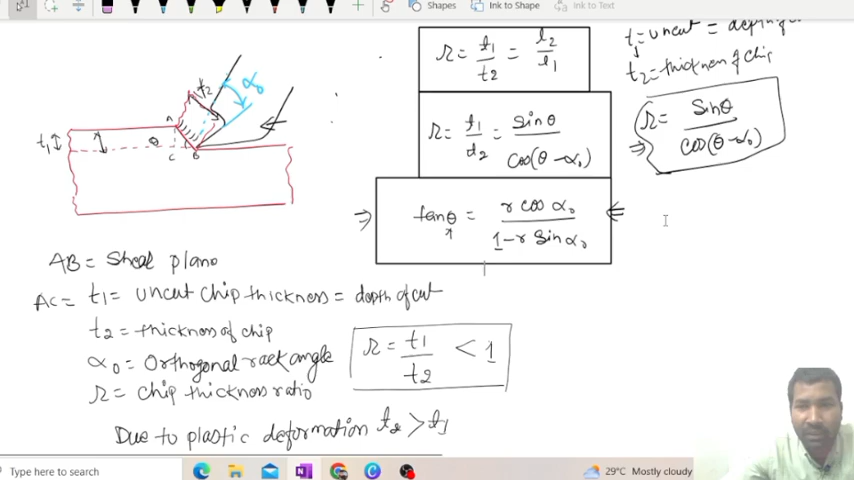 Shapes
Ink to Shape
Ink to Text
t₁ = uncut = depth of
t₂ = thickness of chip
r = t₁/t₂ = l₂/l₁
r = t₁/t₂ = Sinθ/cos(θ-α₀)
r = Sinθ/cos(θ-α₀)
⇒ tanθ = r cos α₀/1-r Sinα₀ ⇐
t₂ α₀
A
t₁ θ
C B
AB = Shear plane
AC = t₁ = uncut chip thickness = depth of cut
t₂ = thickness of chip
α₀ = Orthogonal rack angle
r = chip thickness ratio
r = t₁/t₂ < 1
Due to plastic deformation t₂ > t₁
Type here to search
29°C Mostly cloudy